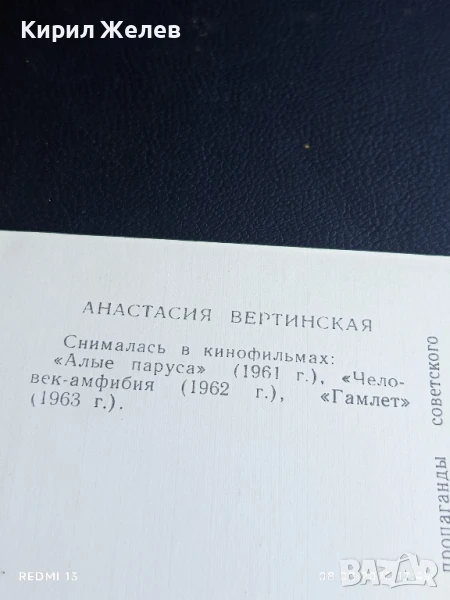 Кирил Желев
АНАСТАСИЯ ВЕРТИНСКАЯ
Снималась в кинофильмах:
«Алые паруса» (1961 г.), «Чело-
век-амфибия (1962 г.), «Гамлет»
(1963 г.).
пропаганды советского
REDMI 13
BAZAR